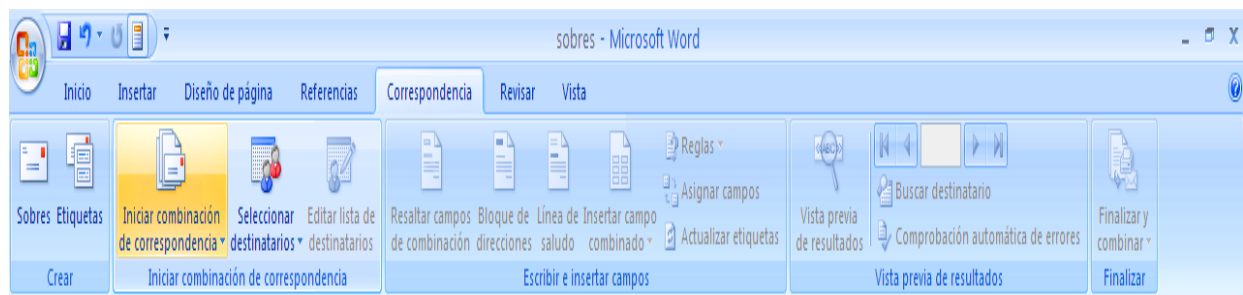 sobres - Microsoft Word
Inicio Insertar Diseño de página Referencias Correspondencia Revisar Vista
Sobres Etiquetas
Crear
Iniciar combinación
de correspondencia
Seleccionar
destinatarios
Editar lista de
destinatarios
Iniciar combinación de correspondencia
Resaltar campos
de combinación
Bloque de
direcciones
Línea de
saludo
Insertar campo
combinado
Reglas
Asignar campos
Actualizar etiquetas
Escribir e insertar campos
«ABC»
Vista previa
de resultados
Buscar destinatario
Comprobación automática de errores
Vista previa de resultados
Finalizar y
combinar
Finalizar